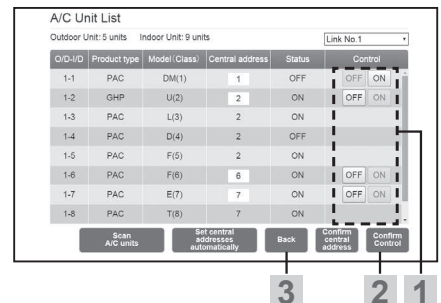 A/C Unit List
Outdoor Unit: 5 units Indoor Unit: 9 units Link No.1
O/D-I/D Product type Model(Class) Central address Status Control
1-1 PAC DM(1) 1 OFF OFF ON
1-2 GHP U(2) 2 ON OFF ON
1-3 PAC L(3) 2 ON
1-4 PAC D(4) 2 OFF
1-5 PAC F(5) 2 ON
1-6 PAC F(6) 6 ON OFF ON
1-7 PAC E(7) 7 ON OFF ON
1-8 PAC T(8) 7 ON
Scan A/C units
Set central addresses automatically
Back
Confirm central address
Confirm Control
3 2 1